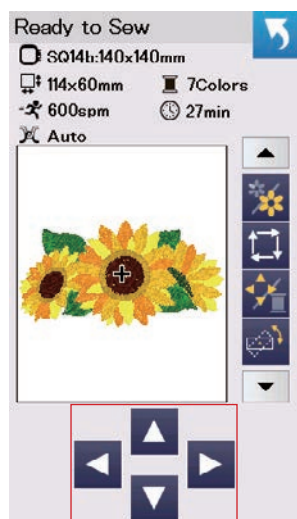 Ready to Sew
SQ14b:140x140mm
114x60mm 7Colors
600spm 27min
Auto